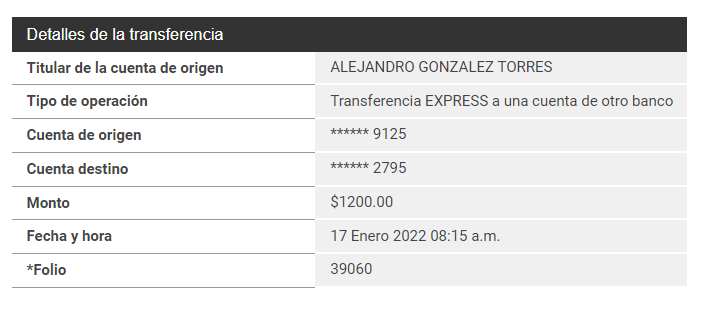 Detalles de la transferencia
Titular de la cuenta de origen ALEJANDRO GONZALEZ TORRES
Tipo de operación Transferencia EXPRESS a una cuenta de otro banco
Cuenta de origen ****** 9125
Cuenta destino ****** 2795
Monto $1200.00
Fecha y hora 17 Enero 2022 08:15 a.m.
*Folio 39060